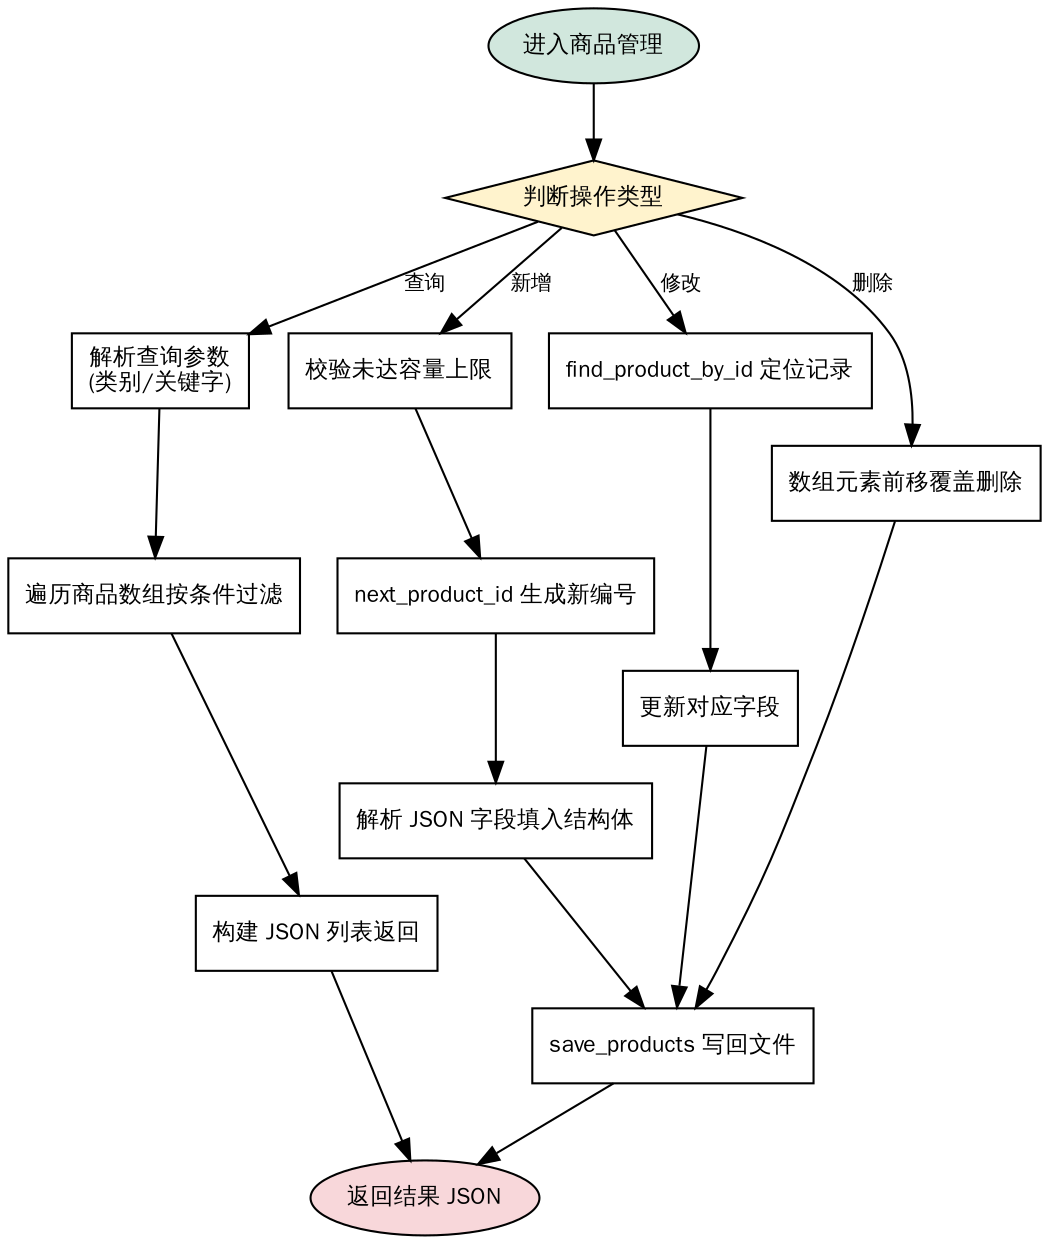 进入商品管理
判断操作类型
查询
新增
修改
删除
解析查询参数
(类别/关键字)
校验未达容量上限
find_product_by_id 定位记录
数组元素前移覆盖删除
遍历商品数组按条件过滤
next_product_id 生成新编号
更新对应字段
解析 JSON 字段填入结构体
构建 JSON 列表返回
save_products 写回文件
返回结果 JSON